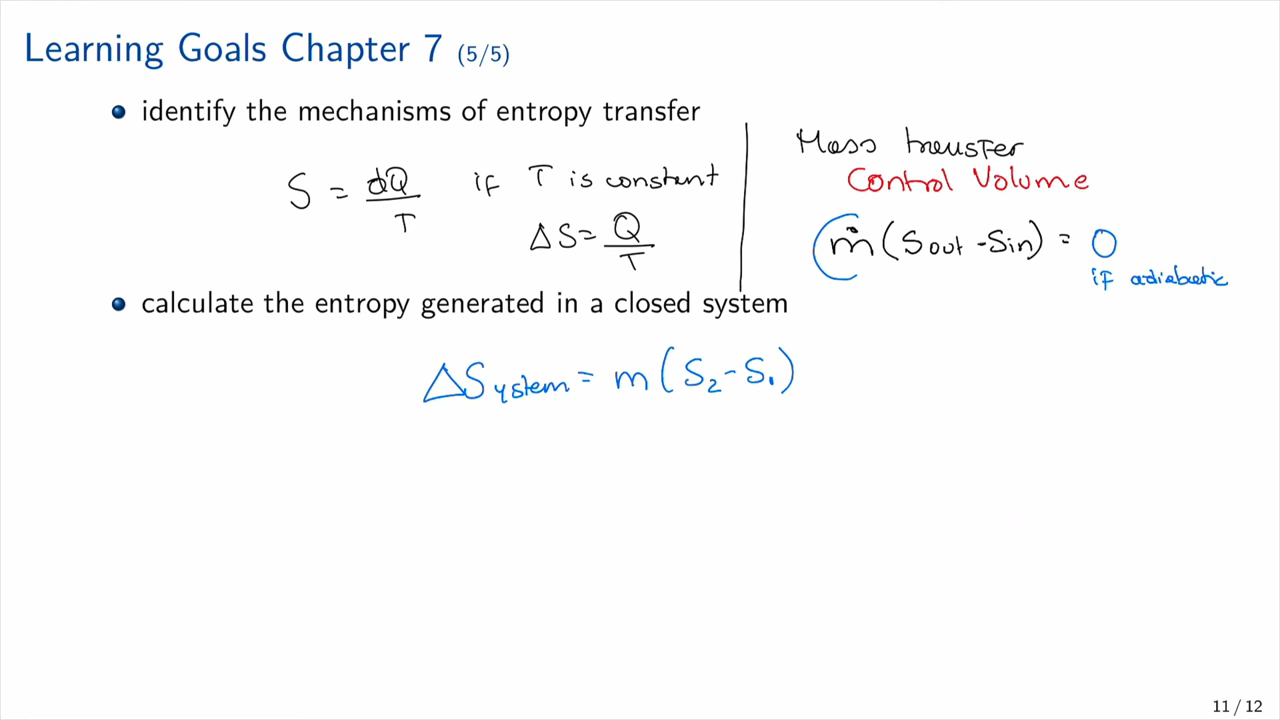 Learning Goals Chapter 7 (5/5)
identify the mechanisms of entropy transfer
S = dQ/T if T is constant
ΔS = Q/T
Mass transfer
Control Volume
ṁ(Sout - Sin) = 0
if adiabatic
calculate the entropy generated in a closed system
ΔSystem = m(S₂ - S₁)
11 / 12